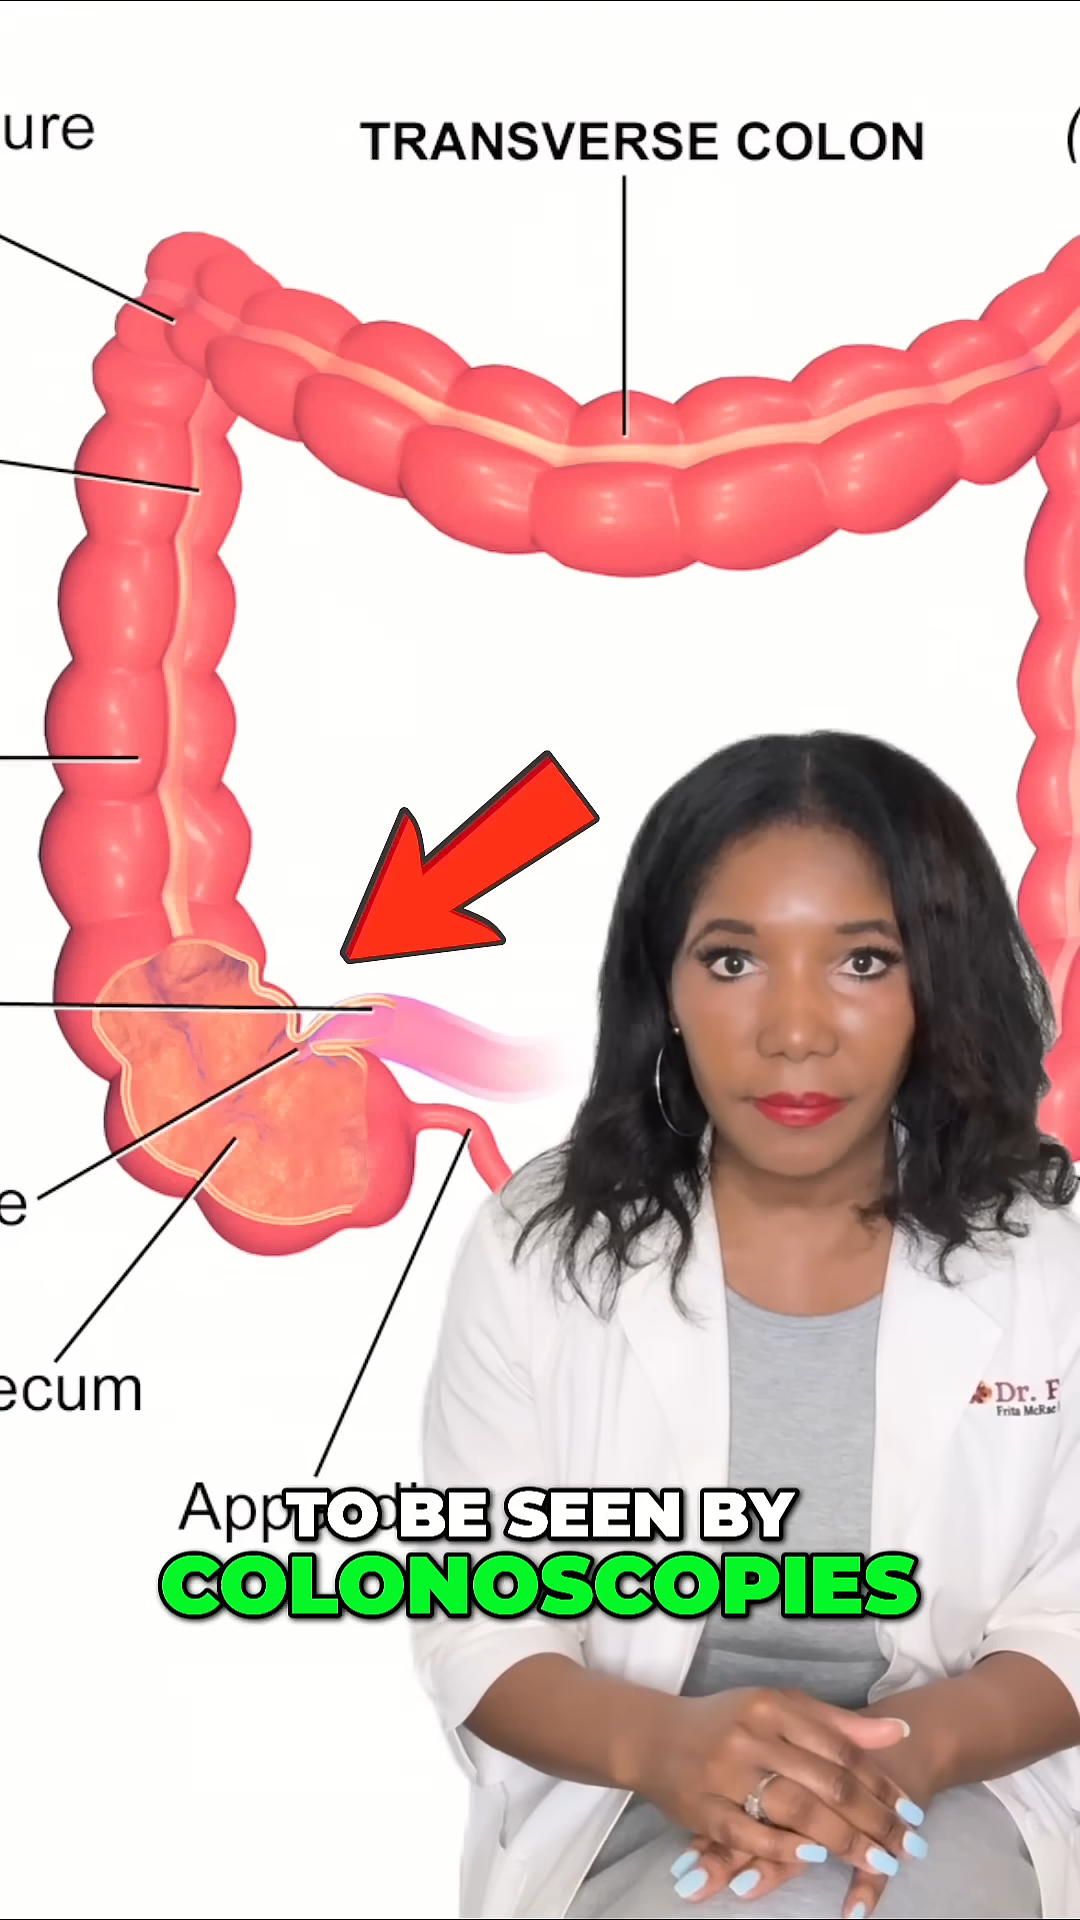 ure
TRANSVERSE COLON
(
e
ecum
App
TO BE SEEN BY
COLONOSCOPIES
Dr. F
Frita McRae